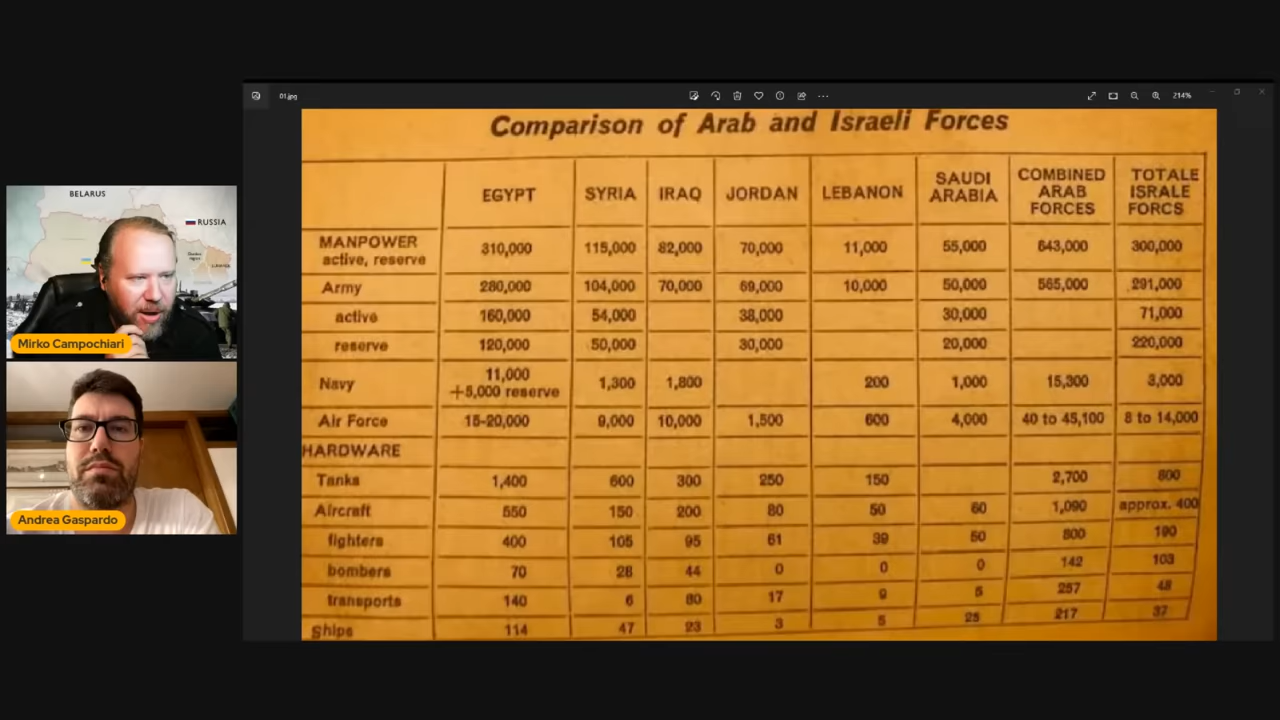 01.jpg
214%
Comparison of Arab and Israeli Forces
EGYPT SYRIA IRAQ JORDAN LEBANON SAUDI ARABIA COMBINED ARAB FORCES TOTALE ISRALE FORCS
MANPOWER active, reserve 310,000 115,000 82,000 70,000 11,000 55,000 643,000 300,000
Army 280,000 104,000 70,000 69,000 10,000 50,000 565,000 291,000
active 160,000 54,000 38,000 30,000 71,000
reserve 120,000 50,000 30,000 20,000 220,000
Navy 11,000 +5,000 reserve 1,300 1,800 200 1,000 15,300 3,000
Air Force 15-20,000 9,000 10,000 1,500 600 4,000 40 to 45,100 8 to 14,000
HARDWARE
Tanks 1,400 600 300 250 150 2,700 800
Aircraft 550 150 200 80 50 60 1,090 approx. 400
fighters 400 105 95 61 39 50 800 190
bombers 70 28 44 0 0 0 142 103
transports 140 6 80 17 9 5 257 48
Ships 114 47 23 3 5 25 217 37
BELARUS
RUSSIA
Mirko Campochiari
Andrea Gaspardo